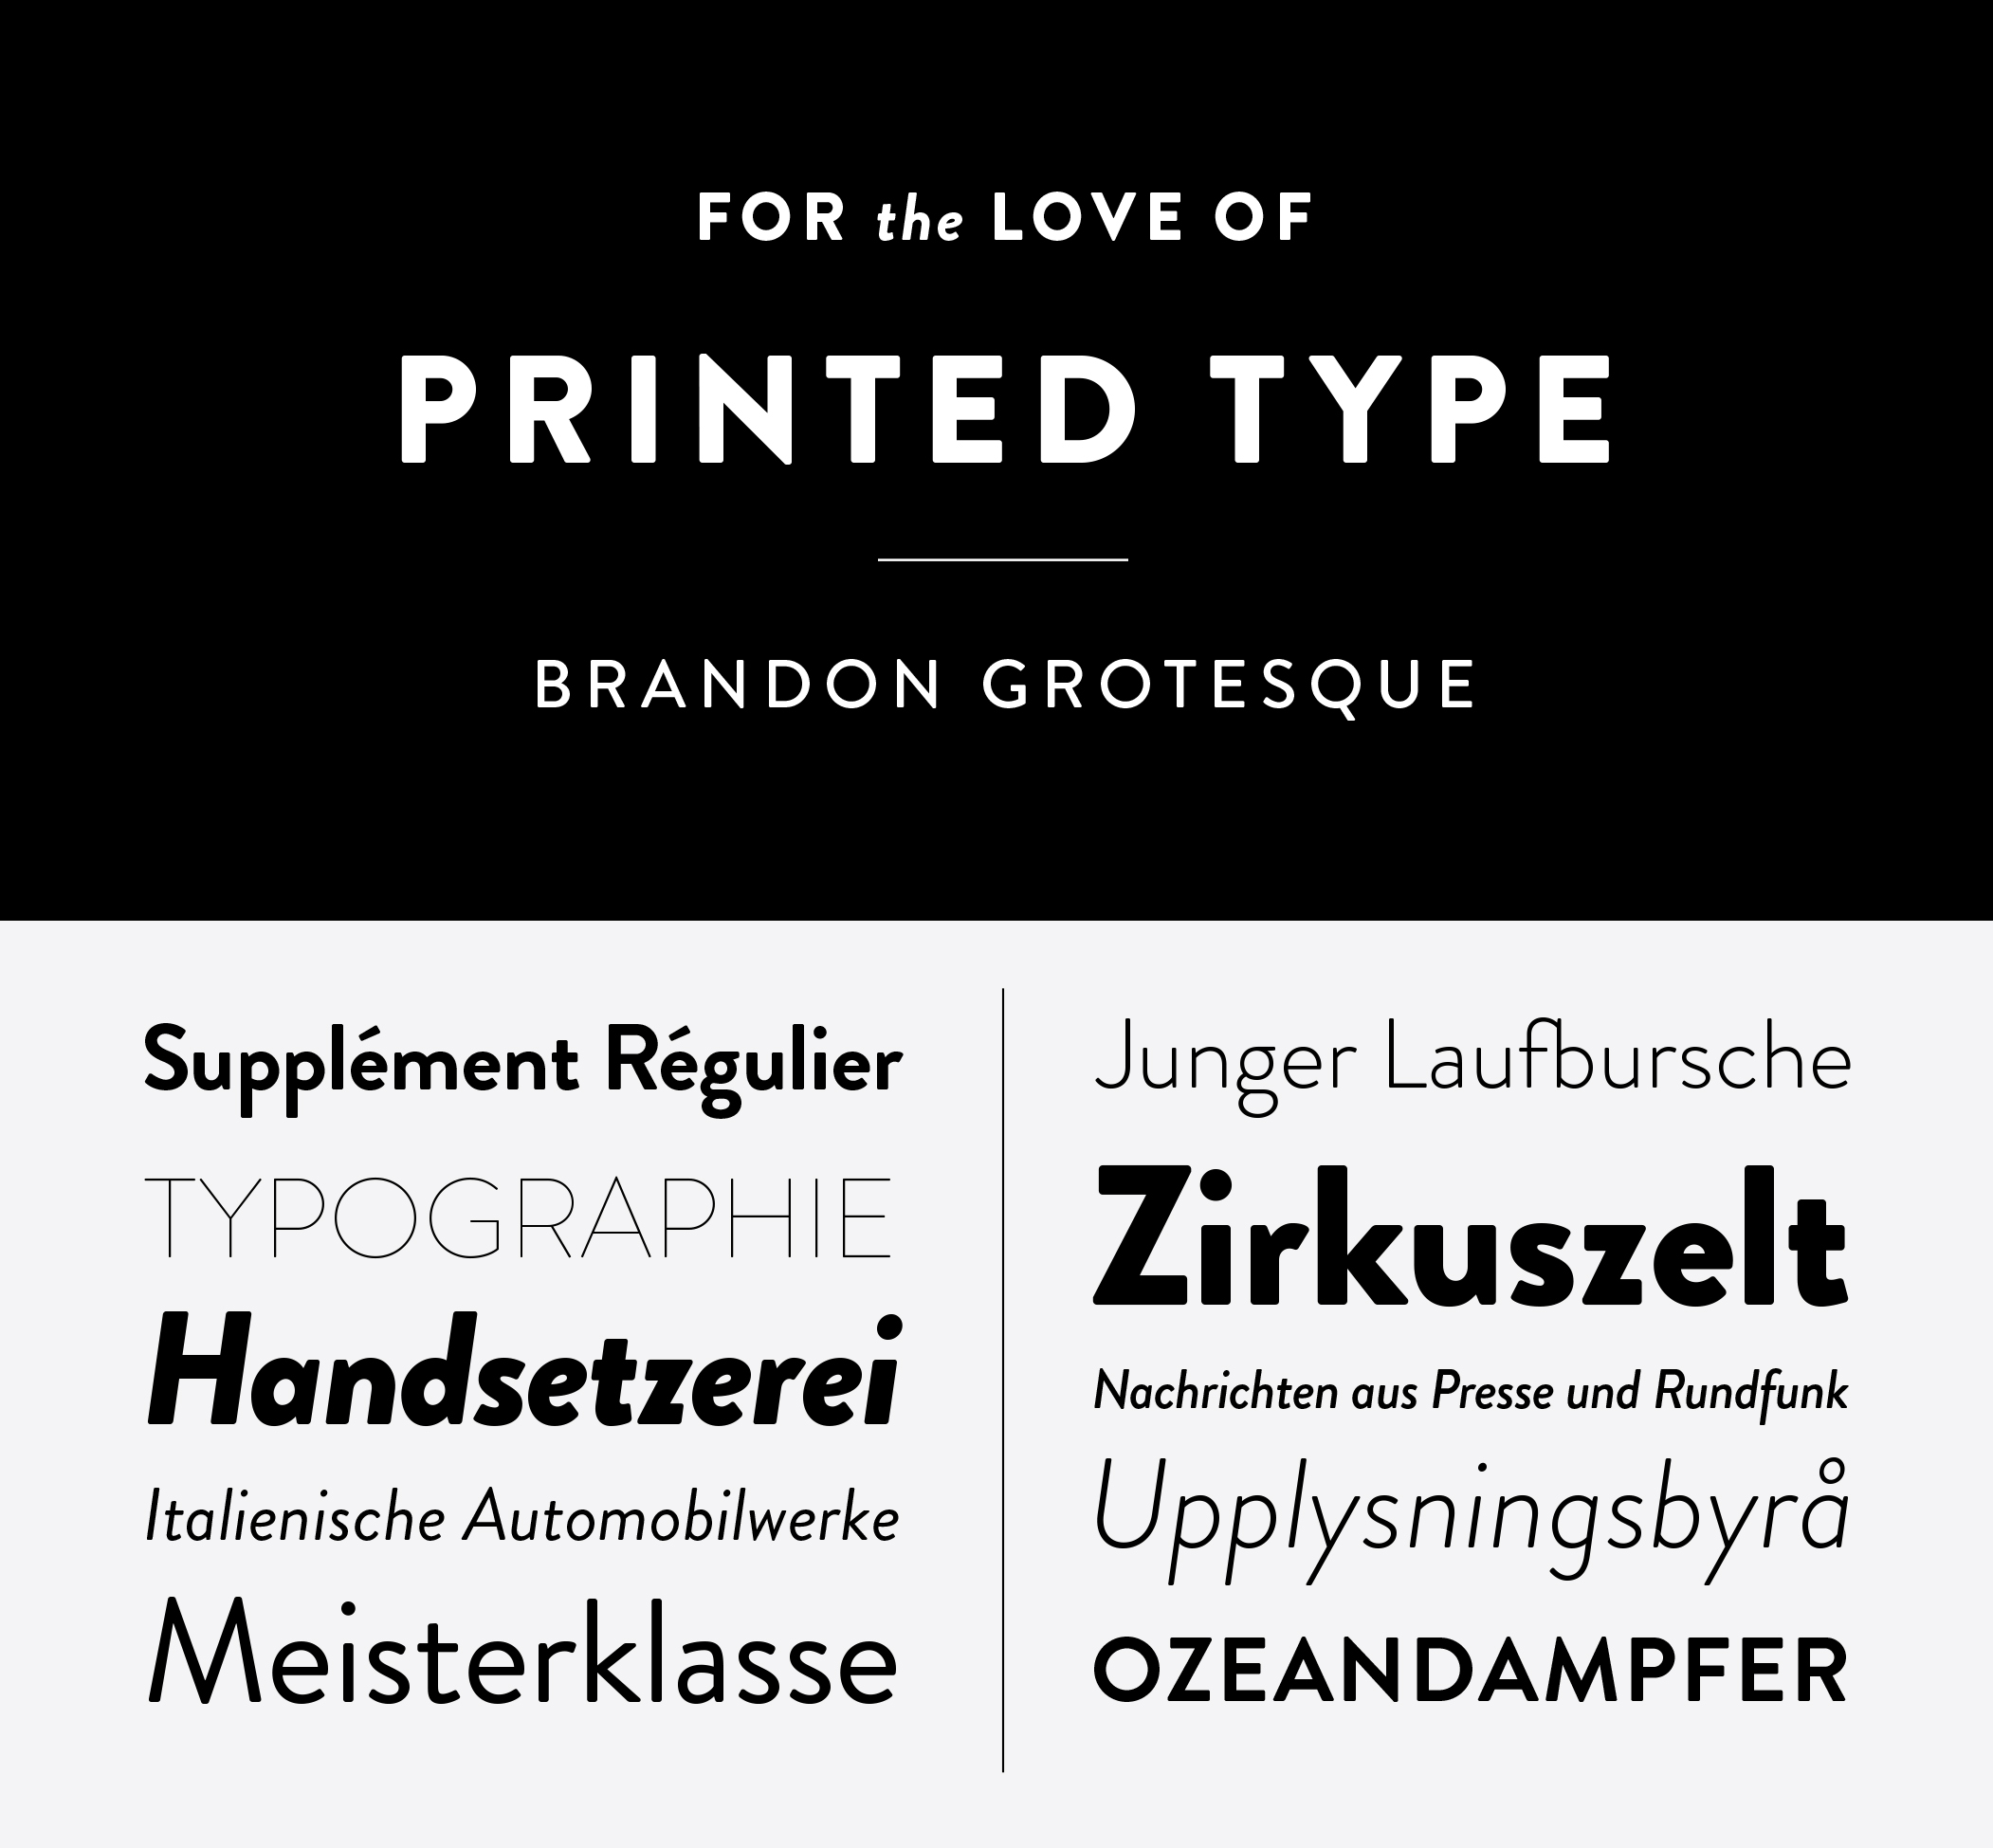 FOR the LOVE OF
PRINTED TYPE
BRANDON GROTESQUE
Supplément Régulier
TYPOGRAPHIE
Handsetzerei
Italienische Automobilwerke
Meisterklasse
Junger Laufbursche
Zirkuszelt
Nachrichten aus Presse und Rundfunk
Upplysningsbyrå
OZEANDAMPFER